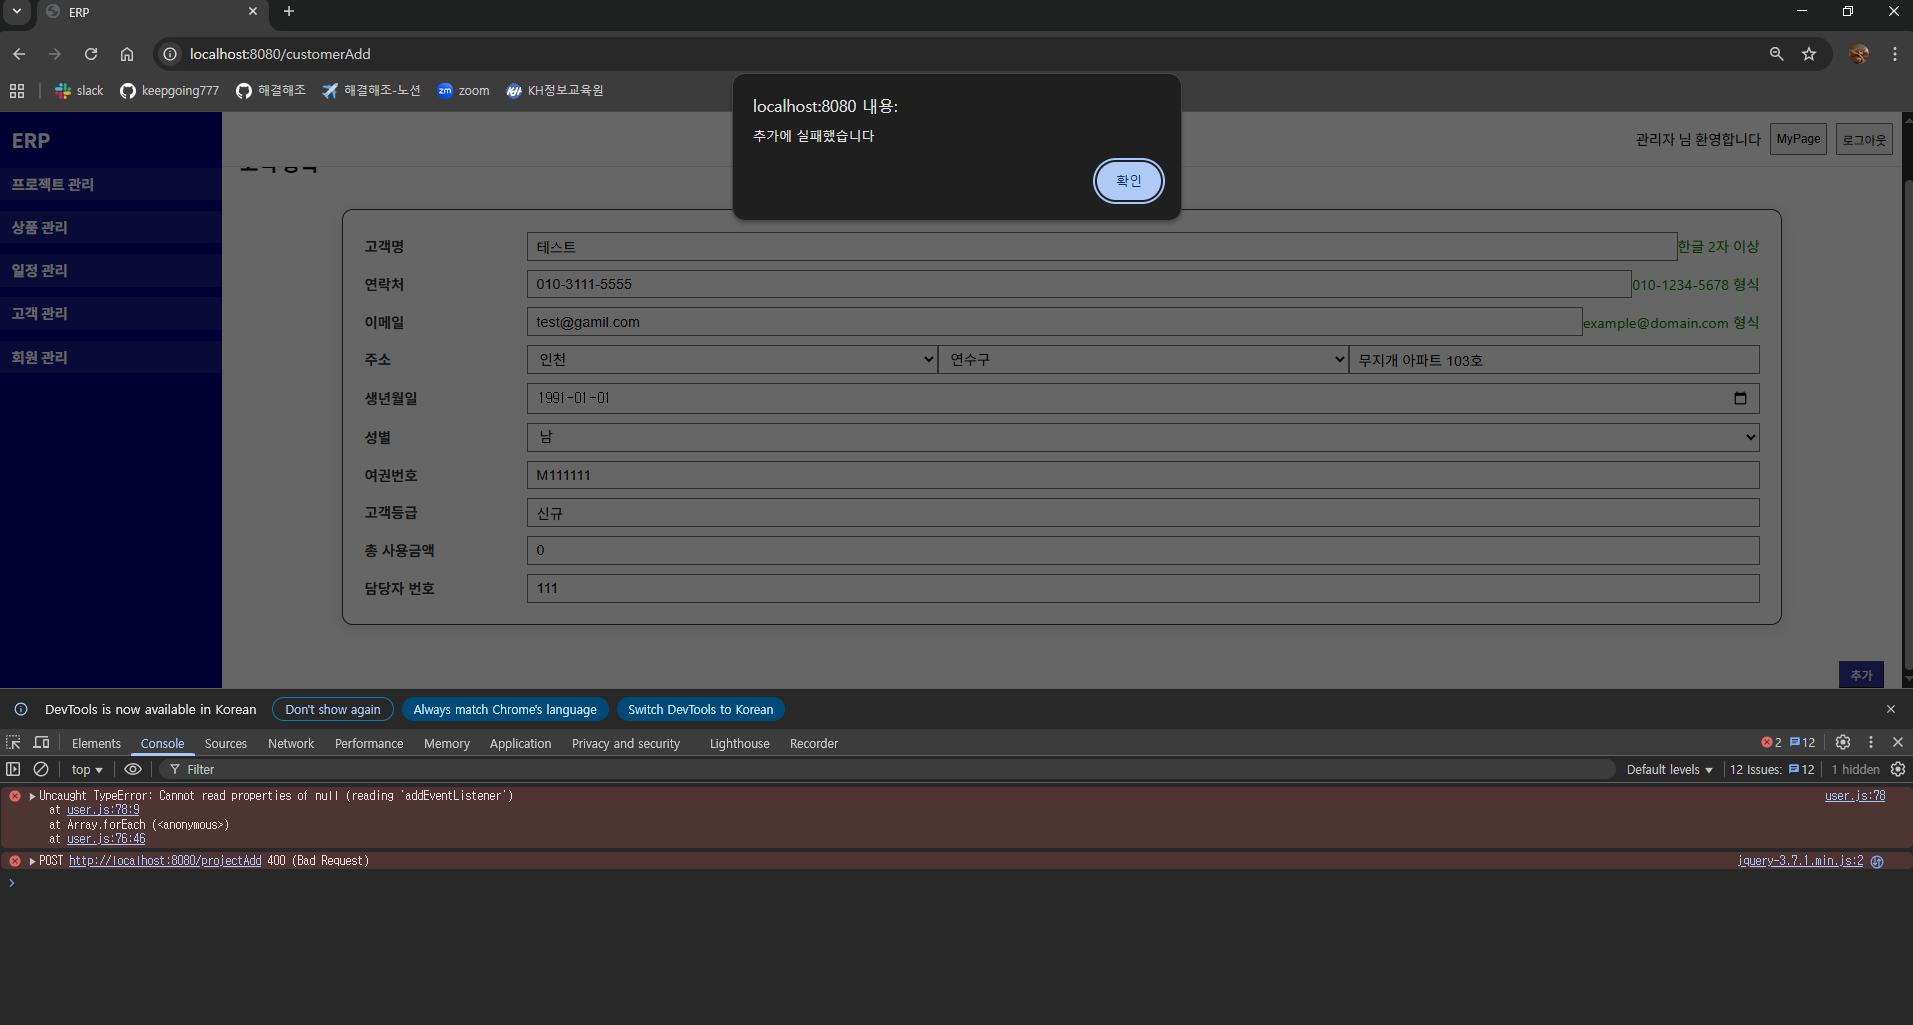 ERP
localhost:8080/customerAdd
slack
keepgoing777
해결해조
해결해조-노션
zm zoom
KH정보교육원
localhost:8080 내용:
추가에 실패했습니다
확인
ERP
관리자 님 환영합니다 MyPage 로그아웃
프로젝트 관리
상품 관리
일정 관리
고객 관리
회원 관리
고객명 테스트 한글 2자 이상
연락처 010-3111-5555 010-1234-5678 형식
이메일 test@gamil.com example@domain.com 형식
주소 인천 연수구 무지개 아파트 103호
생년월일 1991-01-01
성별 남
여권번호 M111111
고객등급 신규
총 사용금액 0
담당자 번호 111
추가
DevTools is now available in Korean Don't show again Always match Chrome's language Switch DevTools to Korean
Elements Console Sources Network Performance Memory Application Privacy and security Lighthouse Recorder 2 12
top Filter Default levels 12 Issues: 12 1 hidden
Uncaught TypeError: Cannot read properties of null (reading 'addEventListener') user.js:78
at user.js:78:9
at Array.forEach (<anonymous>)
at user.js:76:46
POST http://localhost:8080/projectAdd 400 (Bad Request) jquery-3.7.1.min.js:2